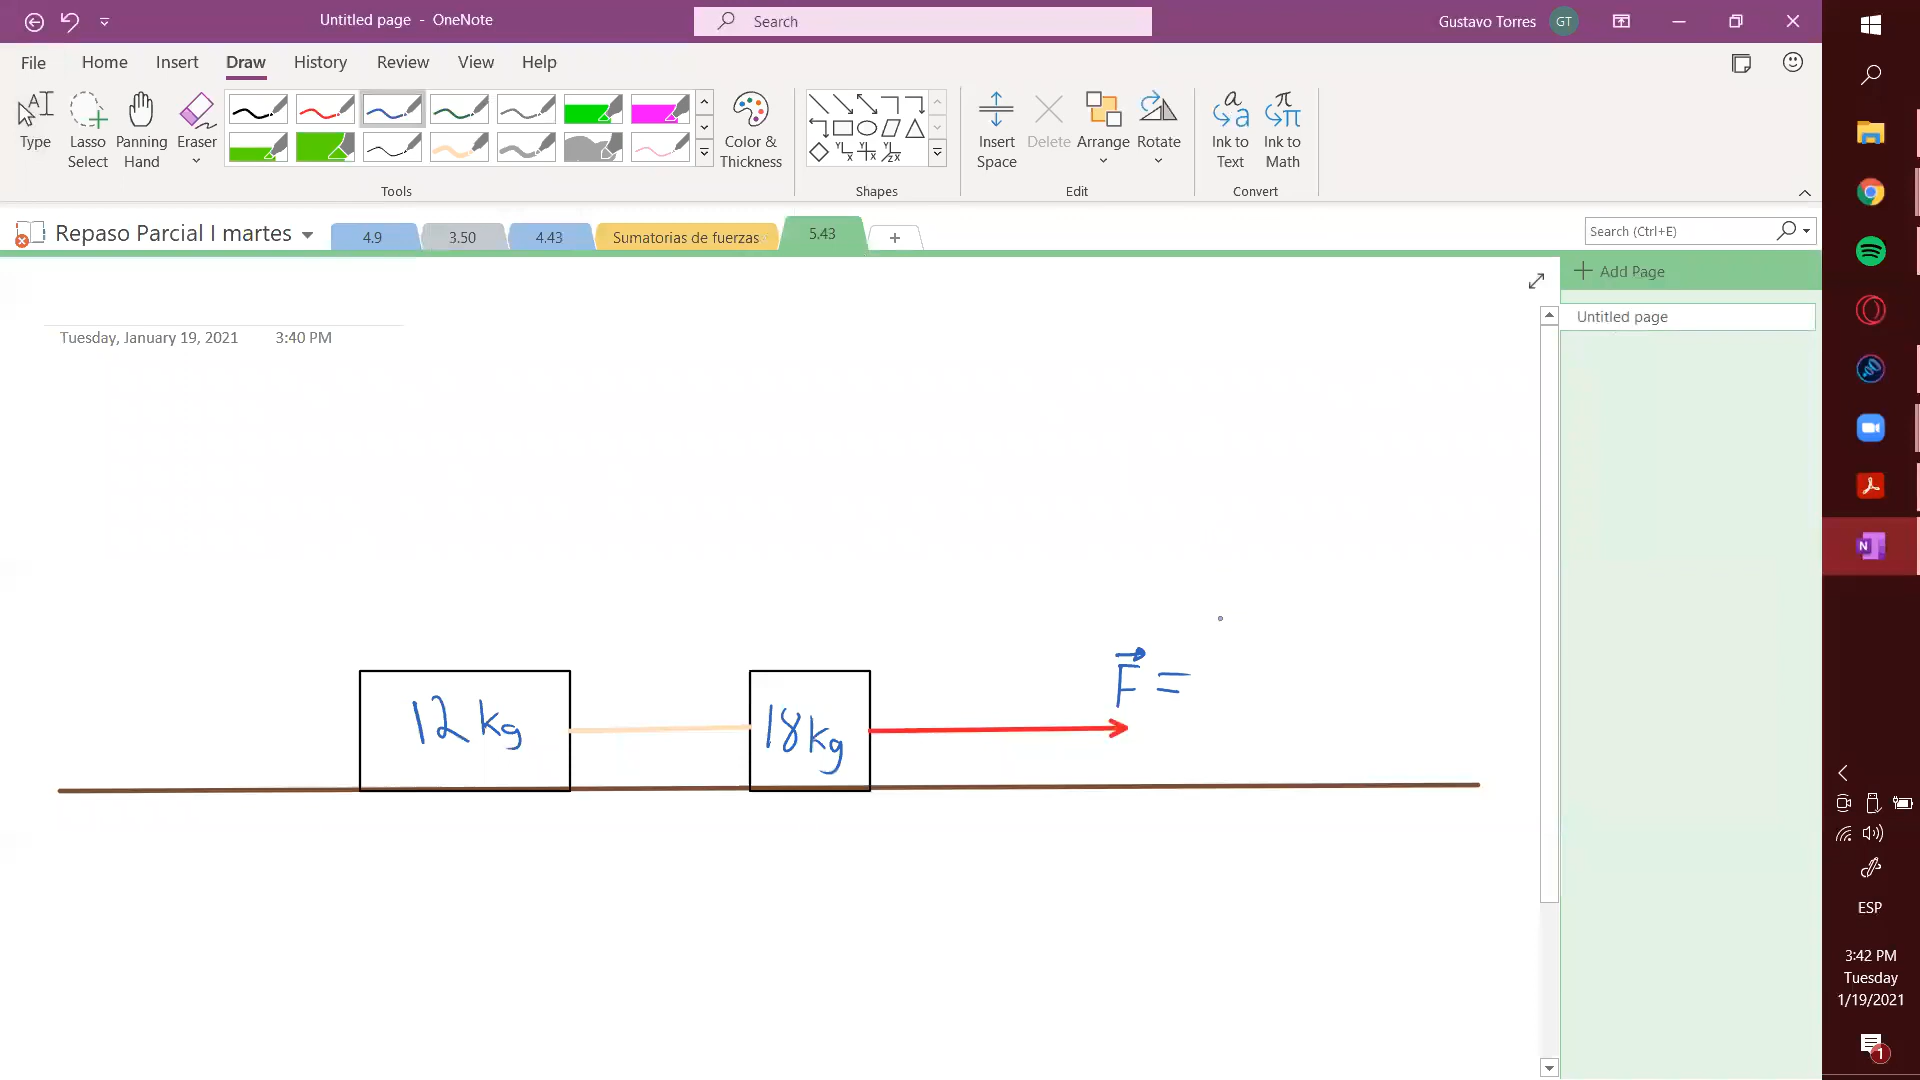 Untitled page - OneNote
Search
Gustavo Torres GT
File Home Insert Draw History Review View Help
Type
Lasso Select
Panning Hand
Eraser
Color & Thickness
Insert Space
Delete
Arrange
Rotate
Ink to Text
Ink to Math
Tools
Shapes
Edit
Convert
Repaso Parcial I martes
4.9
3.50
4.43
Sumatorias de fuerzas
5.43
Search (Ctrl+E)
Add Page
Untitled page
Tuesday, January 19, 2021 3:40 PM
F =
12 kg
18 kg
ESP
3:42 PM
Tuesday
1/19/2021
1